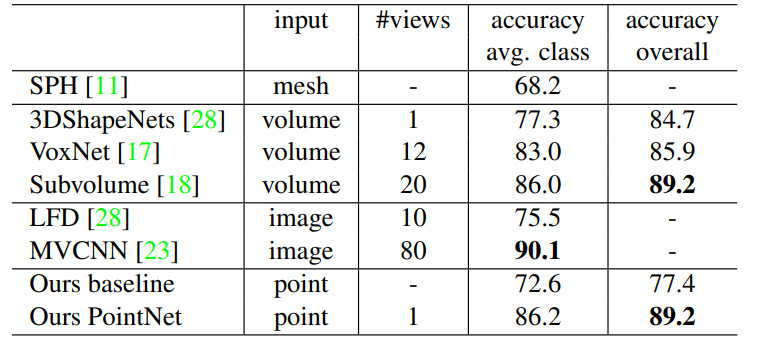 input #views accuracy accuracy
avg. class overall
SPH [11] mesh - 68.2 -
3DShapeNets [28] volume 1 77.3 84.7
VoxNet [17] volume 12 83.0 85.9
Subvolume [18] volume 20 86.0 89.2
LFD [28] image 10 75.5 -
MVCNN [23] image 80 90.1 -
Ours baseline point - 72.6 77.4
Ours PointNet point 1 86.2 89.2